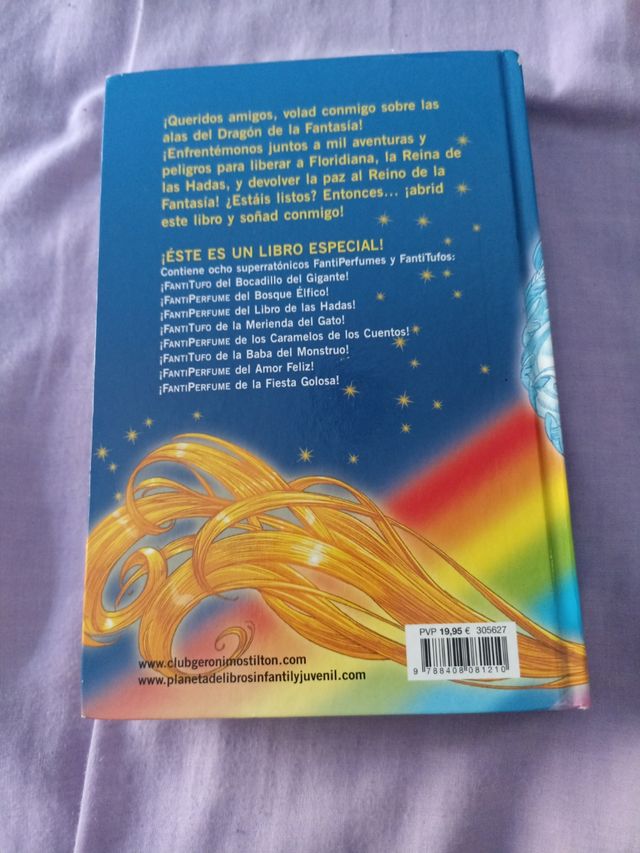 ¡Queridos amigos, volad conmigo sobre las
alas del Dragón de la Fantasía!
¡Enfrentémonos juntos a mil aventuras y
peligros para liberar a Floridiana, la Reina de
las Hadas, y devolver la paz al Reino de la
Fantasía! ¿Estáis listos? Entonces... ¡abrid
este libro y soñad conmigo!
¡ÉSTE ES UN LIBRO ESPECIAL!
Contiene ocho superratónicos FantiPerfumes y FantiTufos:
¡FANTITUFO del Bocadillo del Gigante!
¡FANTIPERFUME del Bosque Élfico!
¡FANTIPERFUME del Libro de las Hadas!
¡FANTITUFO de la Merienda del Gato!
¡FANTIPERFUME de los Caramelos de los Cuentos!
¡FANTITUFO de la Baba del Monstruo!
¡FANTIPERFUME del Amor Feliz!
¡FANTIPERFUME de la Fiesta Golosa!
PVP 19,95 € 305627
9 788408 081210
www.clubgeronimostilton.com
www.planetadelibrosinfantilyjuvenil.com